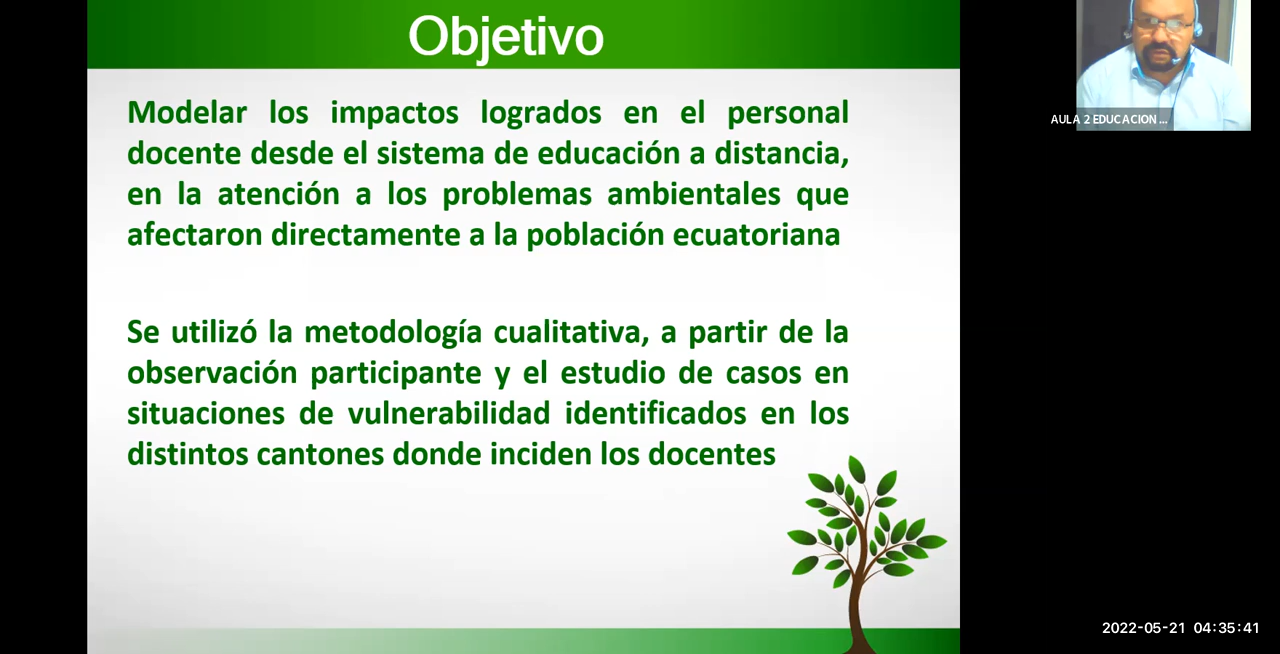 Objetivo
Modelar los impactos logrados en el personal
docente desde el sistema de educación a distancia,
en la atención a los problemas ambientales que
afectaron directamente a la población ecuatoriana
Se utilizó la metodología cualitativa, a partir de la
observación participante y el estudio de casos en
situaciones de vulnerabilidad identificados en los
distintos cantones donde inciden los docentes
AULA 2 EDUCACION ...
2022-05-21 04:35:41